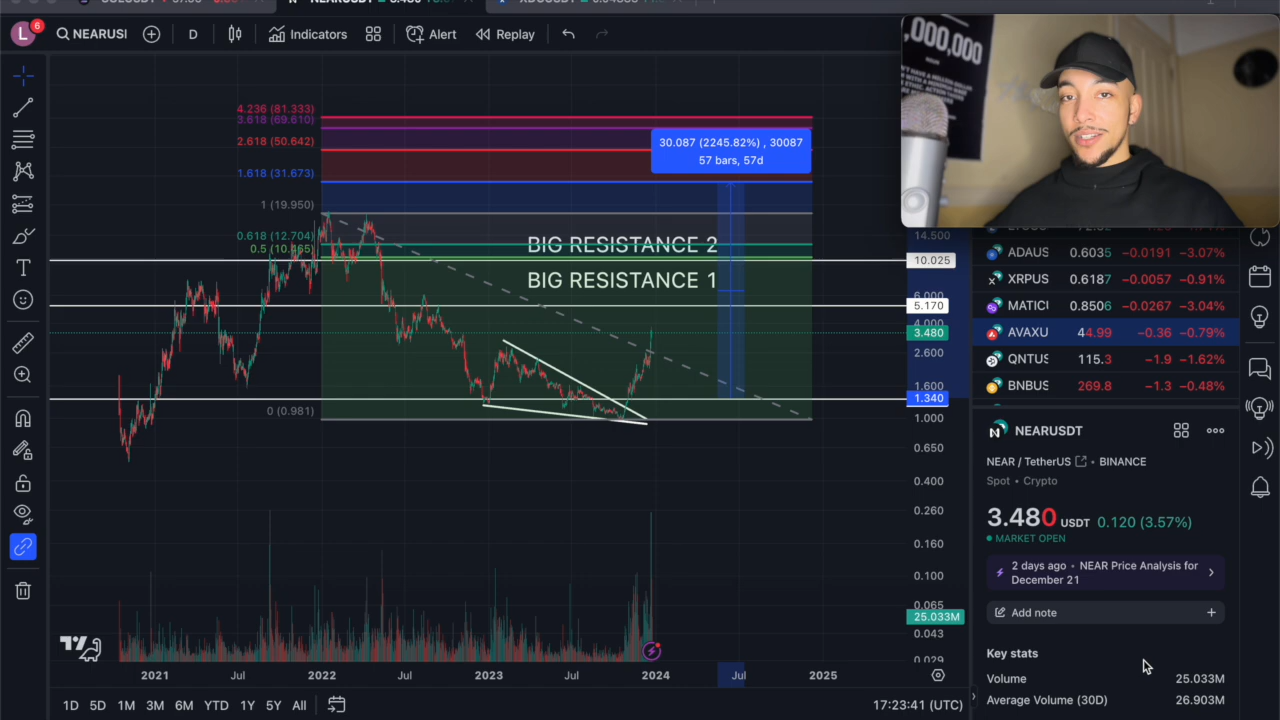 NEARUSDT 3.480
L 6 NEARUSI D Indicators Alert Replay
,000,000
NOUN
4.236 (81.333)
3.618 (69.610)
2.618 (50.642)
30.087 (2245.82%) , 30087
57 bars, 57d
1.618 (31.673)
1 (19.950)
0.618 (12.704)
0.5 (10.465)
BIG RESISTANCE 2
BIG RESISTANCE 1
0 (0.981)
14.500
10.025
6.000
5.170
4.000
3.480
2.600
1.600
1.340
1.000
0.650
0.400
0.260
0.160
0.100
0.065
25.033M
0.043
0.029
2021 Jul 2022 Jul 2023 Jul 2024 Jul 2025
1D 5D 1M 3M 6M YTD 1Y 5Y All 17:23:41 (UTC)
ADAUS 0.6035 −0.0191 −3.07%
XRPUS 0.6187 −0.0057 −0.91%
MATICI 0.8506 −0.0267 −3.04%
AVAXU 44.99 −0.36 −0.79%
QNTUS 115.3 −1.9 −1.62%
BNBUS 269.8 −1.3 −0.48%
NEARUSDT
NEAR / TetherUS • BINANCE
Spot • Crypto
3.480 USDT 0.120 (3.57%)
MARKET OPEN
2 days ago • NEAR Price Analysis for
December 21
Add note
Key stats
Volume 25.033M
Average Volume (30D) 26.903M